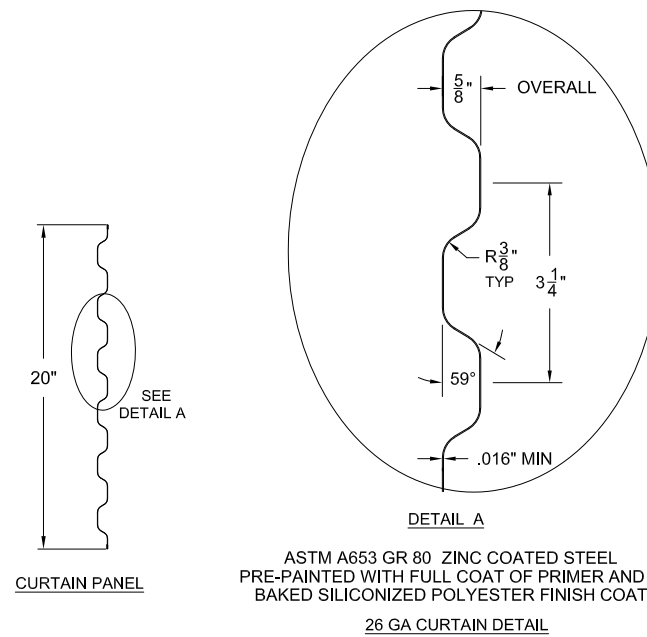 20"
SEE
DETAIL A
CURTAIN PANEL
5/8" OVERALL
R3/8"
TYP
3 1/4"
59°
.016" MIN
DETAIL A
ASTM A653 GR 80 ZINC COATED STEEL
PRE-PAINTED WITH FULL COAT OF PRIMER AND
BAKED SILICONIZED POLYESTER FINISH COAT
26 GA CURTAIN DETAIL